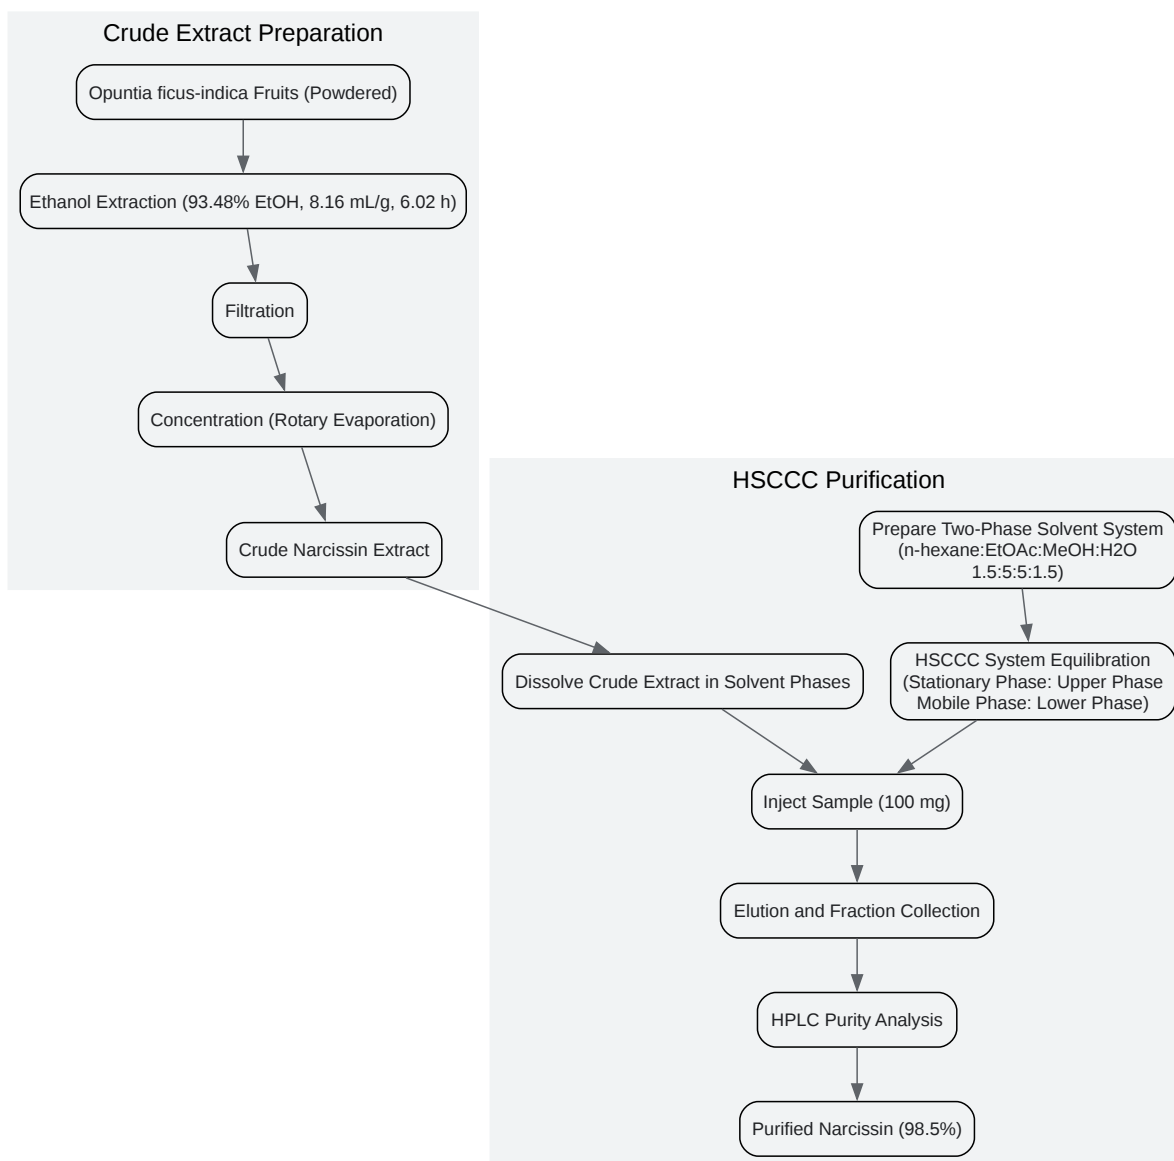 Crude Extract Preparation
Opuntia ficus-indica Fruits (Powdered)
Ethanol Extraction (93.48% EtOH, 8.16 mL/g, 6.02 h)
Filtration
Concentration (Rotary Evaporation)
Crude Narcissin Extract
HSCCC Purification
Prepare Two-Phase Solvent System
(n-hexane:EtOAc:MeOH:H2O
1.5:5:5:1.5)
HSCCC System Equilibration
(Stationary Phase: Upper Phase
Mobile Phase: Lower Phase)
Dissolve Crude Extract in Solvent Phases
Inject Sample (100 mg)
Elution and Fraction Collection
HPLC Purity Analysis
Purified Narcissin (98.5%)